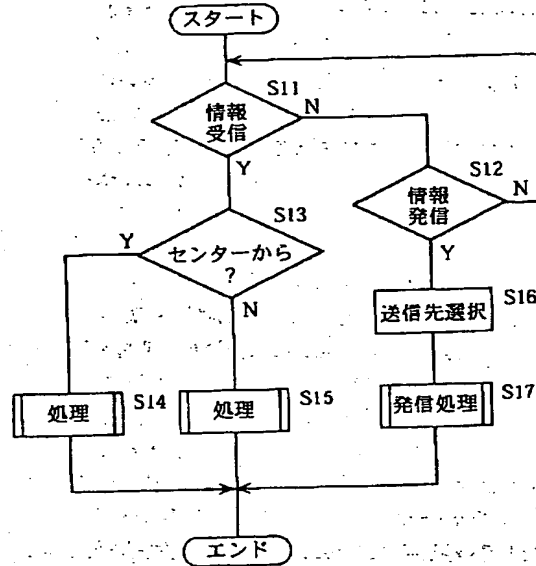 スタート
S11
情報
受信
N
Y
S12
情報
発信
N
Y
S13
Y
センターから
?
N
送信先選択
S16
処理
S14
処理
S15
発信処理
S17
エンド